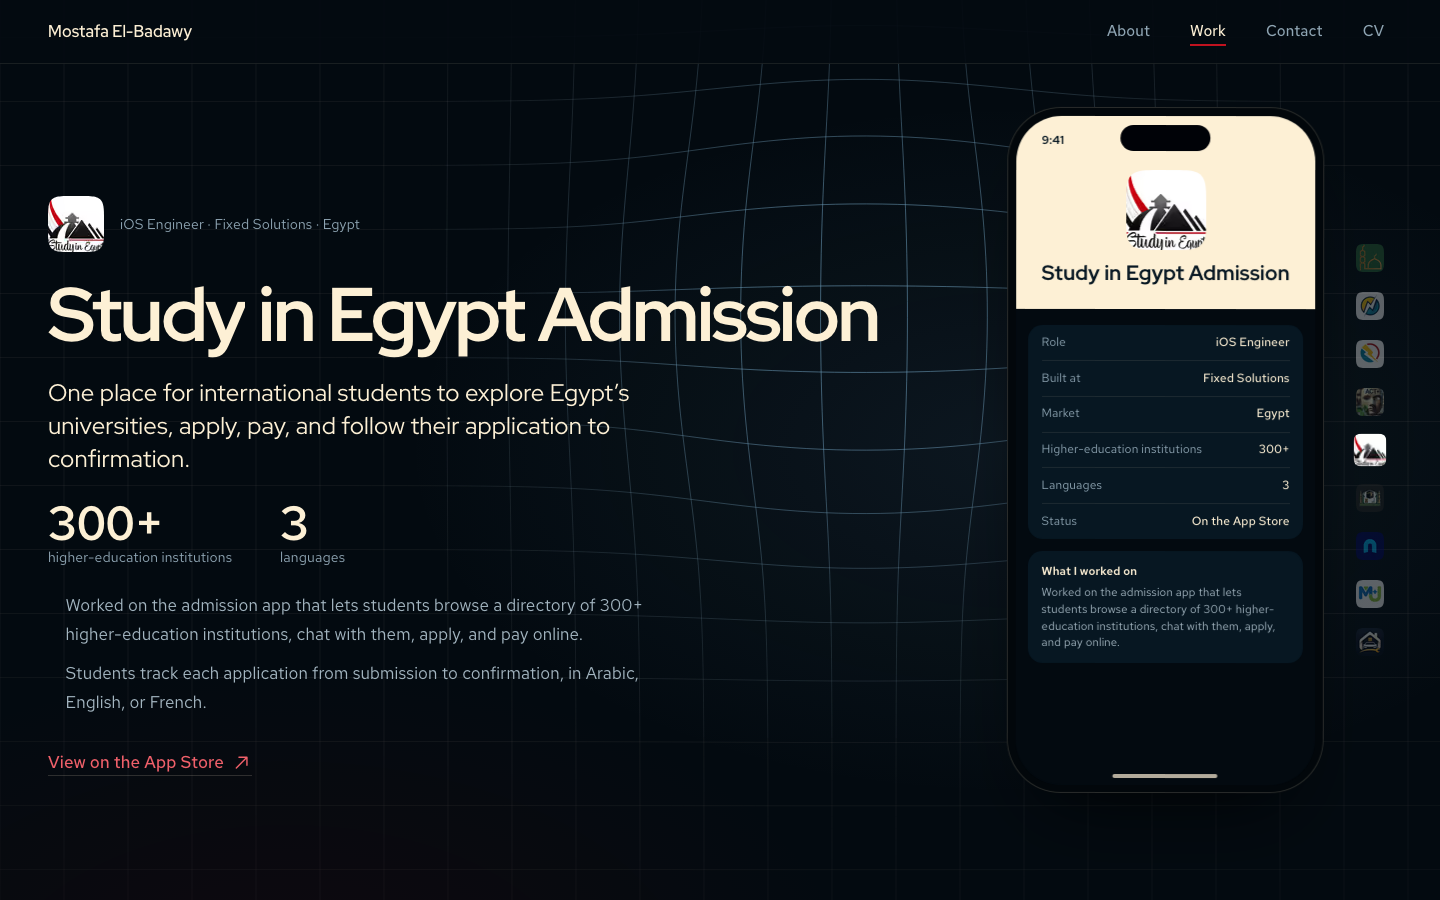 Mostafa El-Badawy
About
Work
Contact
CV
iOS Engineer · Fixed Solutions · Egypt
Study in Egypt Admission
One place for international students to explore Egypt’s
universities, apply, pay, and follow their application to
confirmation.
300+
higher-education institutions
3
languages
Worked on the admission app that lets students browse a directory of 300+
higher-education institutions, chat with them, apply, and pay online.
Students track each application from submission to confirmation, in Arabic,
English, or French.
View on the App Store
9:41
Study in Egypt
Study in Egypt Admission
Role
iOS Engineer
Built at
Fixed Solutions
Market
Egypt
Higher-education institutions
300+
Languages
3
Status
On the App Store
What I worked on
Worked on the admission app that lets
students browse a directory of 300+ higher-
education institutions, chat with them, apply,
and pay online.